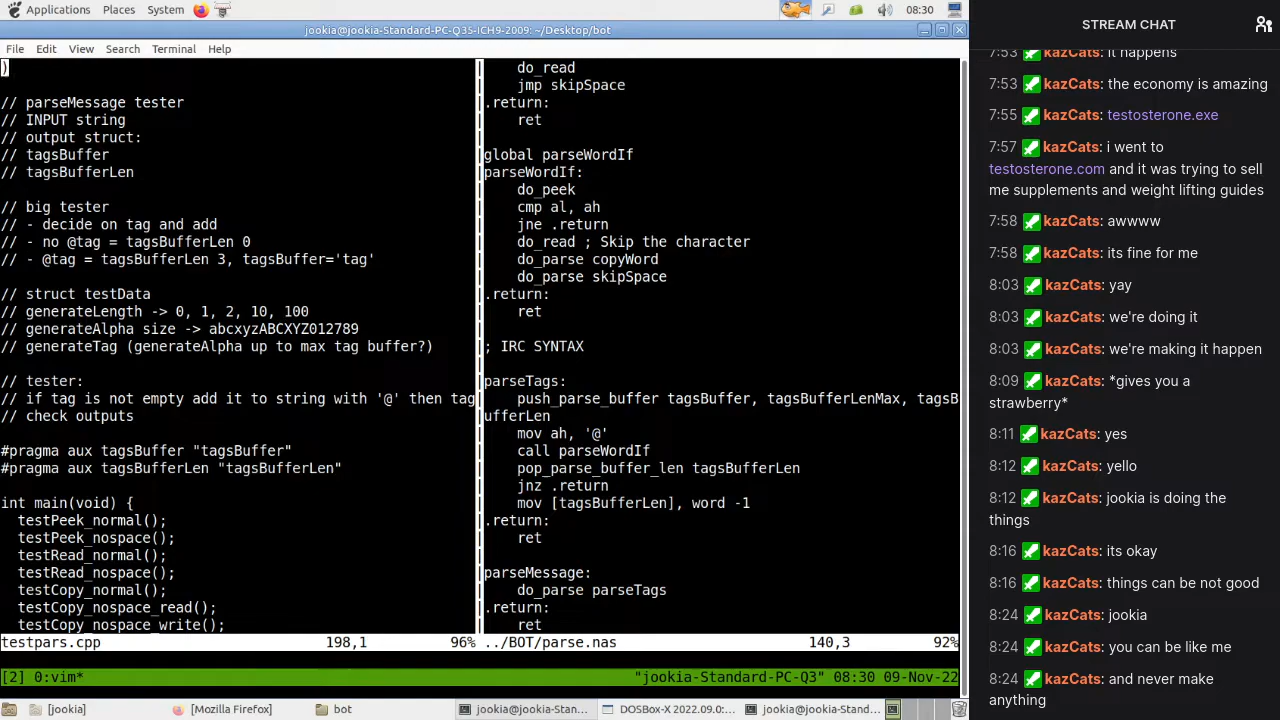 Applications Places System 08:30
jookia@jookia-Standard-PC-Q35-ICH9-2009: ~/Desktop/bot
File Edit View Search Terminal Help
)
// parseMessage tester
// INPUT string
// output struct:
// tagsBuffer
// tagsBufferLen
// big tester
// - decide on tag and add
// - no @tag = tagsBufferLen 0
// - @tag = tagsBufferLen 3, tagsBuffer='tag'
// struct testData
// generateLength -> 0, 1, 2, 10, 100
// generateAlpha size -> abcxyzABCXYZ012789
// generateTag (generateAlpha up to max tag buffer?)
// tester:
// if tag is not empty add it to string with '@' then tag
// check outputs
#pragma aux tagsBuffer "tagsBuffer"
#pragma aux tagsBufferLen "tagsBufferLen"
int main(void) {
testPeek_normal();
testPeek_nospace();
testRead_normal();
testRead_nospace();
testCopy_normal();
testCopy_nospace_read();
testCopy_nospace_write();
testpars.cpp 198,1 96%
do_read
jmp skipSpace
.return:
ret
global parseWordIf
parseWordIf:
do_peek
cmp al, ah
jne .return
do_read ; Skip the character
do_parse copyWord
do_parse skipSpace
.return:
ret
; IRC SYNTAX
parseTags:
push_parse_buffer tagsBuffer, tagsBufferLenMax, tagsB
ufferLen
mov ah, '@'
call parseWordIf
pop_parse_buffer_len tagsBufferLen
jnz .return
mov [tagsBufferLen], word -1
.return:
ret
parseMessage:
do_parse parseTags
.return:
ret
../BOT/parse.nas 140,3 92%
[2] 0:vim* "jookia-Standard-PC-Q3" 08:30 09-Nov-22
[jookia] [Mozilla Firefox] bot jookia@jookia-Stan... DOSBox-X 2022.09.0:... jookia@jookia-Stand...
STREAM CHAT
7:53 kazCats: it happens
7:53 kazCats: the economy is amazing
7:55 kazCats: testosterone.exe
7:57 kazCats: i went to
testosterone.com and it was trying to sell
me supplements and weight lifting guides
7:58 kazCats: awwww
7:58 kazCats: its fine for me
8:03 kazCats: yay
8:03 kazCats: we're doing it
8:03 kazCats: we're making it happen
8:09 kazCats: *gives you a
strawberry*
8:11 kazCats: yes
8:12 kazCats: yello
8:12 kazCats: jookia is doing the
things
8:16 kazCats: its okay
8:16 kazCats: things can be not good
8:24 kazCats: jookia
8:24 kazCats: you can be like me
8:24 kazCats: and never make
anything